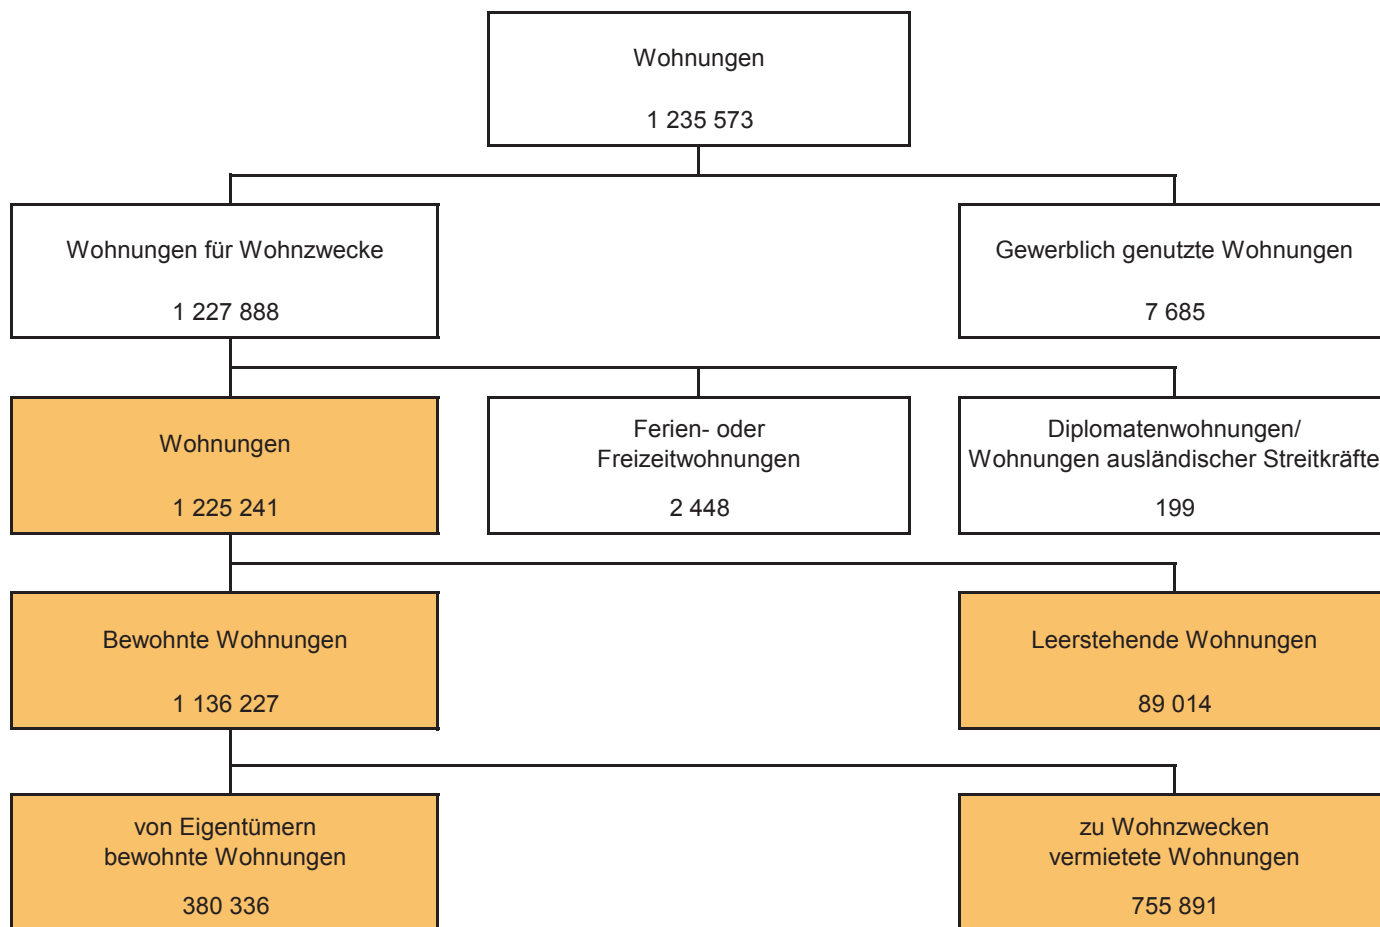 Wohnungen
1 235 573
Wohnungen für Wohnzwecke
1 227 888
Gewerblich genutzte Wohnungen
7 685
Wohnungen
1 225 241
Ferien- oder
Freizeitwohnungen
2 448
Diplomatenwohnungen/
Wohnungen ausländischer Streitkräfte
199
Bewohnte Wohnungen
1 136 227
Leerstehende Wohnungen
89 014
von Eigentümern
bewohnte Wohnungen
380 336
zu Wohnzwecken
vermietete Wohnungen
755 891